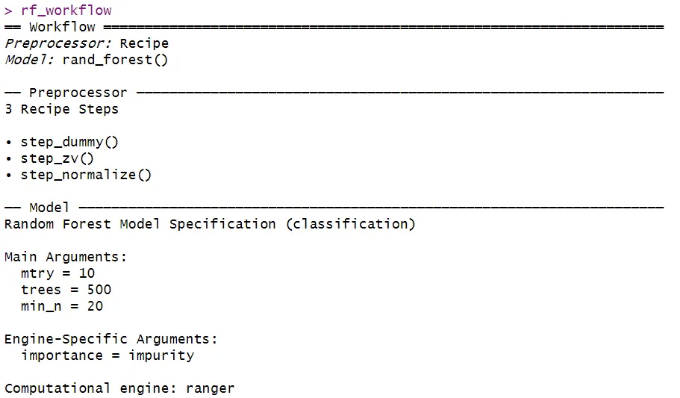 > rf_workflow
== Workflow ====================================================================
Preprocessor: Recipe
Model: rand_forest()
── Preprocessor ────────────────────────────────────────────────────────────────
3 Recipe Steps
• step_dummy()
• step_zv()
• step_normalize()
── Model ───────────────────────────────────────────────────────────────────────
Random Forest Model Specification (classification)
Main Arguments:
  mtry = 10
  trees = 500
  min_n = 20
Engine-Specific Arguments:
  importance = impurity
Computational engine: ranger